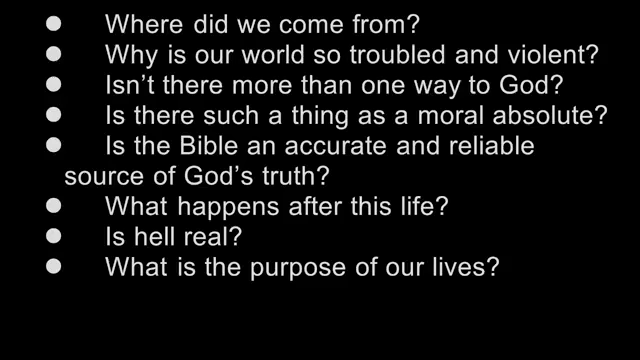 ● Where did we come from?
● Why is our world so troubled and violent?
● Isn’t there more than one way to God?
● Is there such a thing as a moral absolute?
● Is the Bible an accurate and reliable
source of God’s truth?
● What happens after this life?
● Is hell real?
● What is the purpose of our lives?